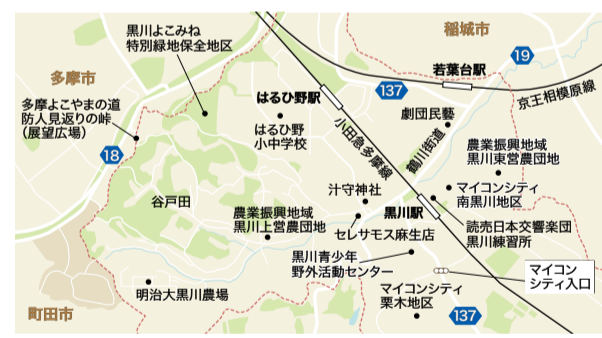 黒川よこみね
特別緑地保全地区
稲城市
多摩市
19
若葉台駅
137
京王相模原線
はるひ野駅
多摩よこやまの道
防人見返りの峠
（展望広場）
劇団民藝
はるひ野
小中学校
小田急多摩線
鶴川街道
農業振興地域
黒川東営農団地
18
汁守神社
マイコンシティ
南黒川地区
谷戸田
農業振興地域
黒川上営農団地
黒川駅
セレサモス麻生店
読売日本交響楽団
黒川練習所
黒川青少年
野外活動センター
マイコン
シティ入口
明治大黒川農場
マイコンシティ
栗木地区
町田市
137